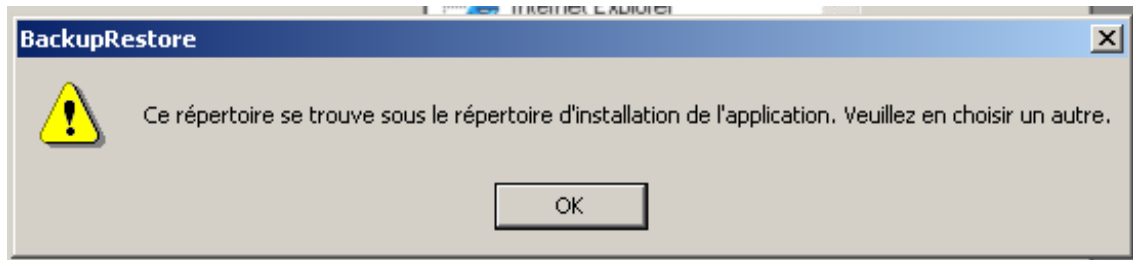 Internet Explorer
BackupRestore
Ce répertoire se trouve sous le répertoire d'installation de l'application. Veuillez en choisir un autre.
OK